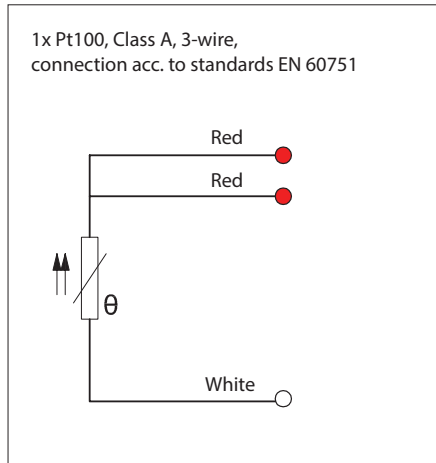 1x Pt100, Class A, 3-wire,
connection acc. to standards EN 60751
Red
Red
θ
White